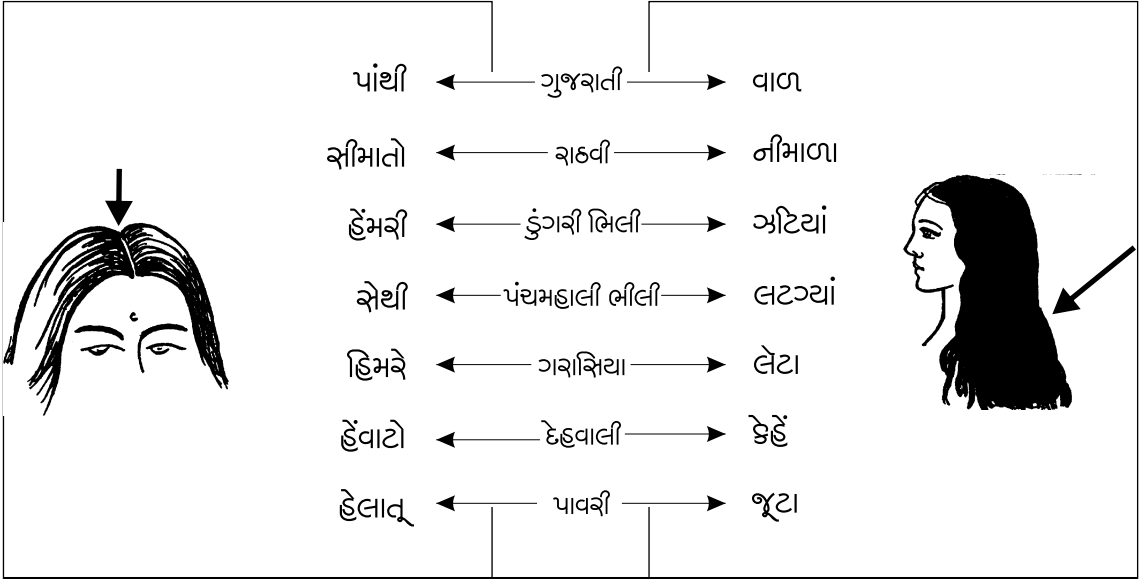 પાંથી ગુજરાતી વાળ
સીમાતો રાઠવી નીમાળા
હેંમરી ડુંગરી ભિલી ઝટિયાં
સેથી પંચમહાલી ભીલી લટગ્યાં
હિમરે ગરાસિયા લેટા
હેંવાટો દેહવાલી કેહેં
હેલાતૂ પાવરી જૂટા